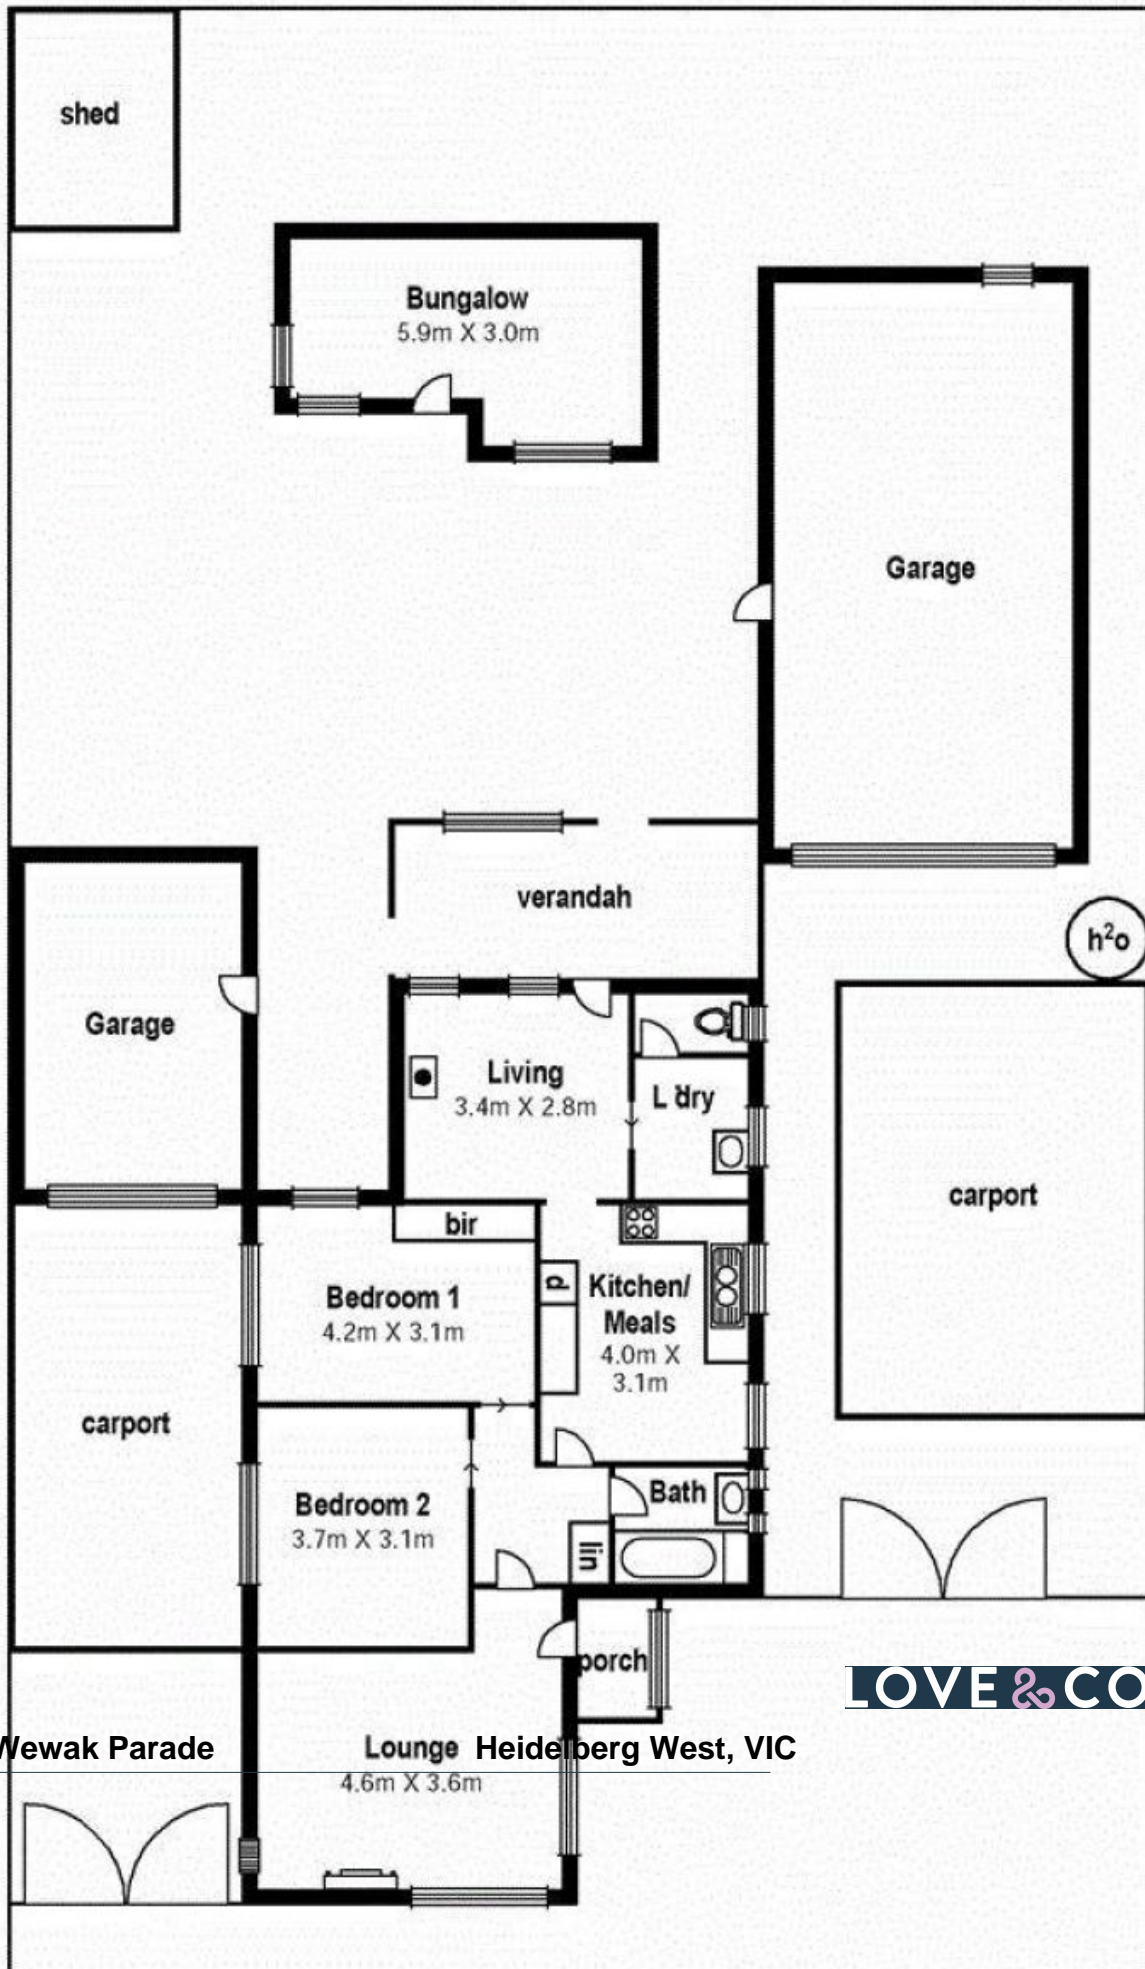 shed
Bungalow
5.9m X 3.0m
Garage
verandah
h²o
Garage
Living
3.4m X 2.8m
L'dry
carport
bir
Bedroom 1
4.2m X 3.1m
d
Kitchen/
Meals
4.0m X
3.1m
carport
Bedroom 2
3.7m X 3.1m
Bath
lin
porch
LOVE & CO
Wewak Parade
Lounge
Heidelberg West, VIC
4.6m X 3.6m